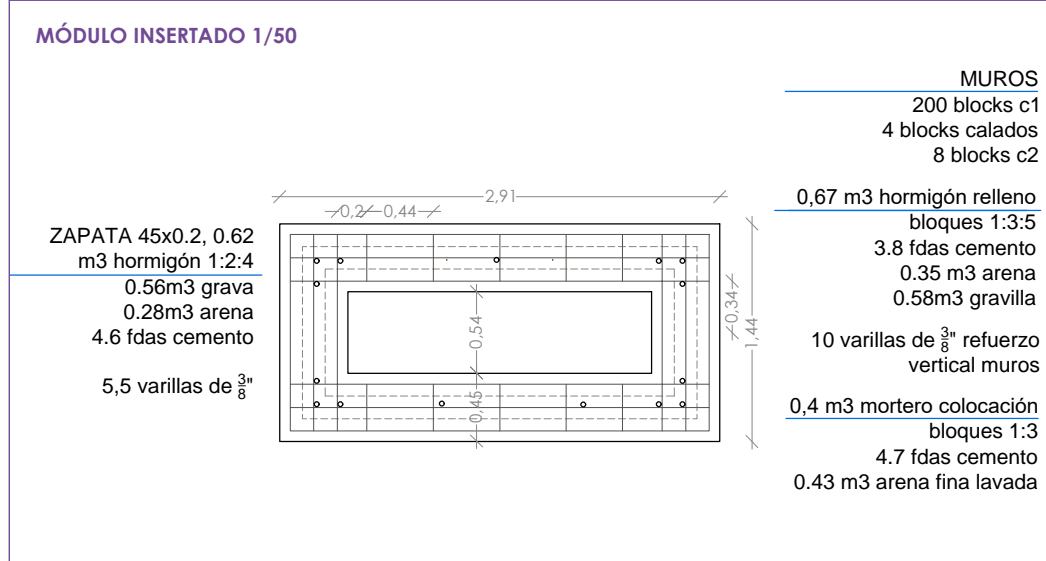 MÓDULO INSERTADO 1/50
ZAPATA 45x0.2, 0.62
m3 hormigón 1:2:4
0.56m3 grava
0.28m3 arena
4.6 fdas cemento
5,5 varillas de 3/8"
2,91
0,2
0,44
0,54
0,45
0,34
1,44
MUROS
200 blocks c1
4 blocks calados
8 blocks c2
0,67 m3 hormigón relleno
bloques 1:3:5
3.8 fdas cemento
0.35 m3 arena
0.58m3 gravilla
10 varillas de 3/8" refuerzo
vertical muros
0,4 m3 mortero colocación
bloques 1:3
4.7 fdas cemento
0.43 m3 arena fina lavada